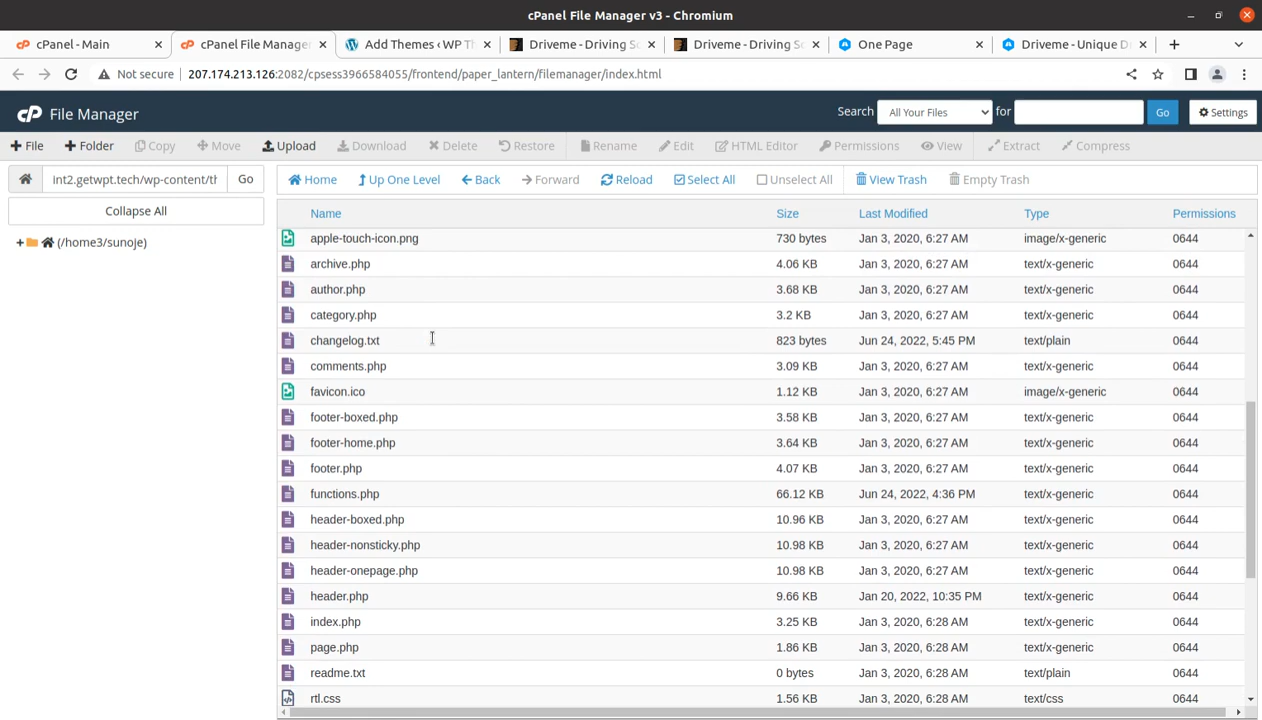 cPanel File Manager v3 - Chromium
cPanel - Main
cPanel File Manager
Add Themes ‹ WP Th
Driveme - Driving Sc
Driveme - Driving Sc
One Page
Driveme - Unique D
Not secure 207.174.213.126:2082/cpsess3966584055/frontend/paper_lantern/filemanager/index.html
cP File Manager
Search All Your Files for Go Settings
File Folder Copy Move Upload Download Delete Restore Rename Edit HTML Editor Permissions View Extract Compress
int2.getwpt.tech/wp-content/th Go
Home Up One Level Back Forward Reload Select All Unselect All View Trash Empty Trash
Collapse All
+ (/home3/sunoje)
Name Size Last Modified Type Permissions
apple-touch-icon.png 730 bytes Jan 3, 2020, 6:27 AM image/x-generic 0644
archive.php 4.06 KB Jan 3, 2020, 6:27 AM text/x-generic 0644
author.php 3.68 KB Jan 3, 2020, 6:27 AM text/x-generic 0644
category.php 3.2 KB Jan 3, 2020, 6:27 AM text/x-generic 0644
changelog.txt 823 bytes Jun 24, 2022, 5:45 PM text/plain 0644
comments.php 3.09 KB Jan 3, 2020, 6:27 AM text/x-generic 0644
favicon.ico 1.12 KB Jan 3, 2020, 6:27 AM image/x-generic 0644
footer-boxed.php 3.58 KB Jan 3, 2020, 6:27 AM text/x-generic 0644
footer-home.php 3.64 KB Jan 3, 2020, 6:27 AM text/x-generic 0644
footer.php 4.07 KB Jan 3, 2020, 6:27 AM text/x-generic 0644
functions.php 66.12 KB Jun 24, 2022, 4:36 PM text/x-generic 0644
header-boxed.php 10.96 KB Jan 3, 2020, 6:27 AM text/x-generic 0644
header-nonsticky.php 10.98 KB Jan 3, 2020, 6:27 AM text/x-generic 0644
header-onepage.php 10.98 KB Jan 3, 2020, 6:27 AM text/x-generic 0644
header.php 9.66 KB Jan 20, 2022, 10:35 PM text/x-generic 0644
index.php 3.25 KB Jan 3, 2020, 6:28 AM text/x-generic 0644
page.php 1.86 KB Jan 3, 2020, 6:28 AM text/x-generic 0644
readme.txt 0 bytes Jan 3, 2020, 6:28 AM text/plain 0644
rtl.css 1.56 KB Jan 3, 2020, 6:28 AM text/css 0644